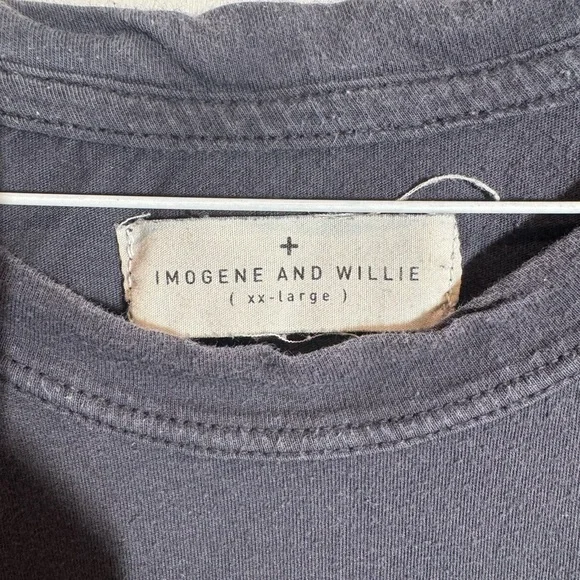 +
IMOGENE AND WILLIE
( xx-large )